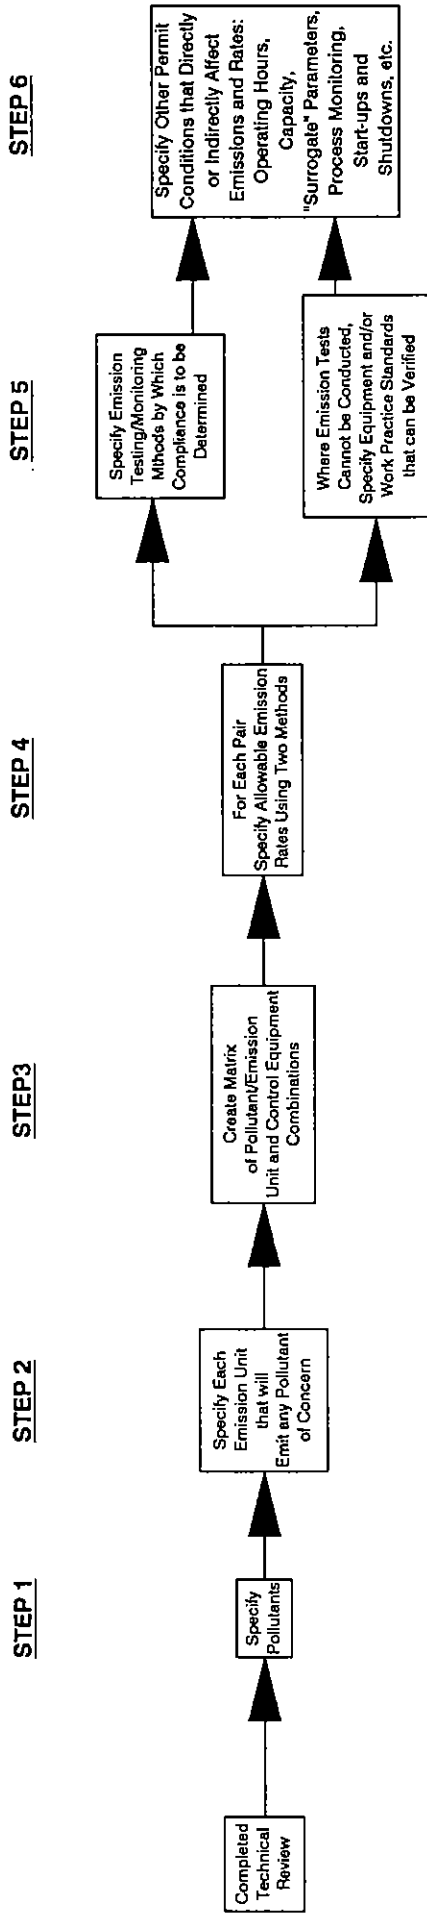 Completed
Technical
Review
STEP 1
Specify
Pollutants
STEP 2
Specify Each
Emission Unit
that will
Emit any Pollutant
of Concern
STEP3
Create Matrix
of Pollutant/Emission
Unit and Control Equipment
Combinations
STEP 4
For Each Pair
Specify Allowable Emission
Rates Using Two Methods
STEP 5
Specify Emission
Testing/Monitoring
Mthods by Which
Compliance is to be
Determined
Where Emission Tests
Cannot be Conducted,
Specify Equipment and/or
Work Practice Standards
that can be Verified
STEP 6
Specify Other Permit
Conditions that Directly
or Indirectly Affect
Emissions and Rates:
Operating Hours,
Capacity,
"Surrogate" Parameters,
Process Monitoring,
Start-ups and
Shutdowns, etc.